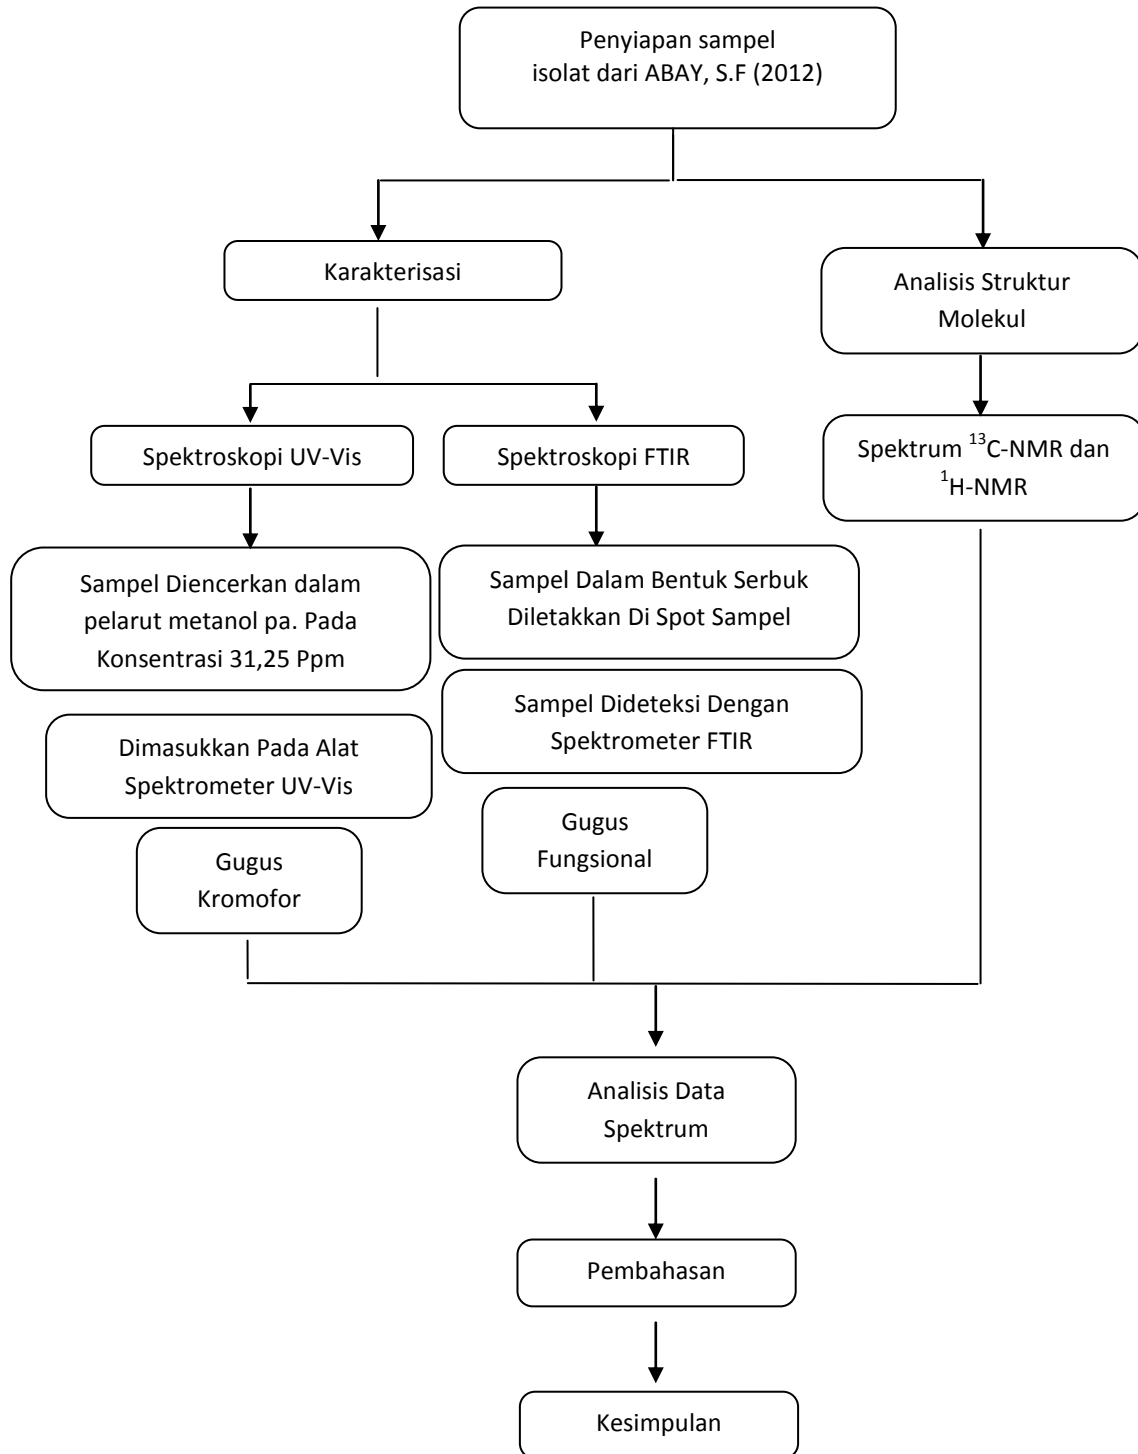 Penyiapan sampel
isolat dari ABAY, S.F (2012)
Karakterisasi
Analisis Struktur
Molekul
Spektroskopi UV-Vis
Spektroskopi FTIR
Spektrum ¹³C-NMR dan
¹H-NMR
Sampel Diencerkan dalam
pelarut metanol pa. Pada
Konsentrasi 31,25 Ppm
Sampel Dalam Bentuk Serbuk
Diletakkan Di Spot Sampel
Dimasukkan Pada Alat
Spektrometer UV-Vis
Sampel Dideteksi Dengan
Spektrometer FTIR
Gugus
Kromofor
Gugus
Fungsional
Analisis Data
Spektrum
Pembahasan
Kesimpulan